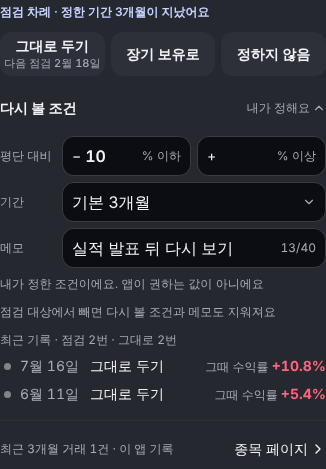 점검 차례 · 정한 기간 3개월이 지났어요
그대로 두기
다음 점검 2월 18일
장기 보유로
정하지 않음
다시 볼 조건
내가 정해요
평단 대비
− 10 % 이하
+ % 이상
기간
기본 3개월
메모
실적 발표 뒤 다시 보기 13/40
내가 정한 조건이에요. 앱이 권하는 값이 아니에요
점검 대상에서 빼면 다시 볼 조건과 메모도 지워져요
최근 기록 · 점검 2번 · 그대로 2번
7월 16일 그대로 두기 그때 수익률 +10.8%
6월 11일 그대로 두기 그때 수익률 +5.4%
최근 3개월 거래 1건 · 이 앱 기록
종목 페이지